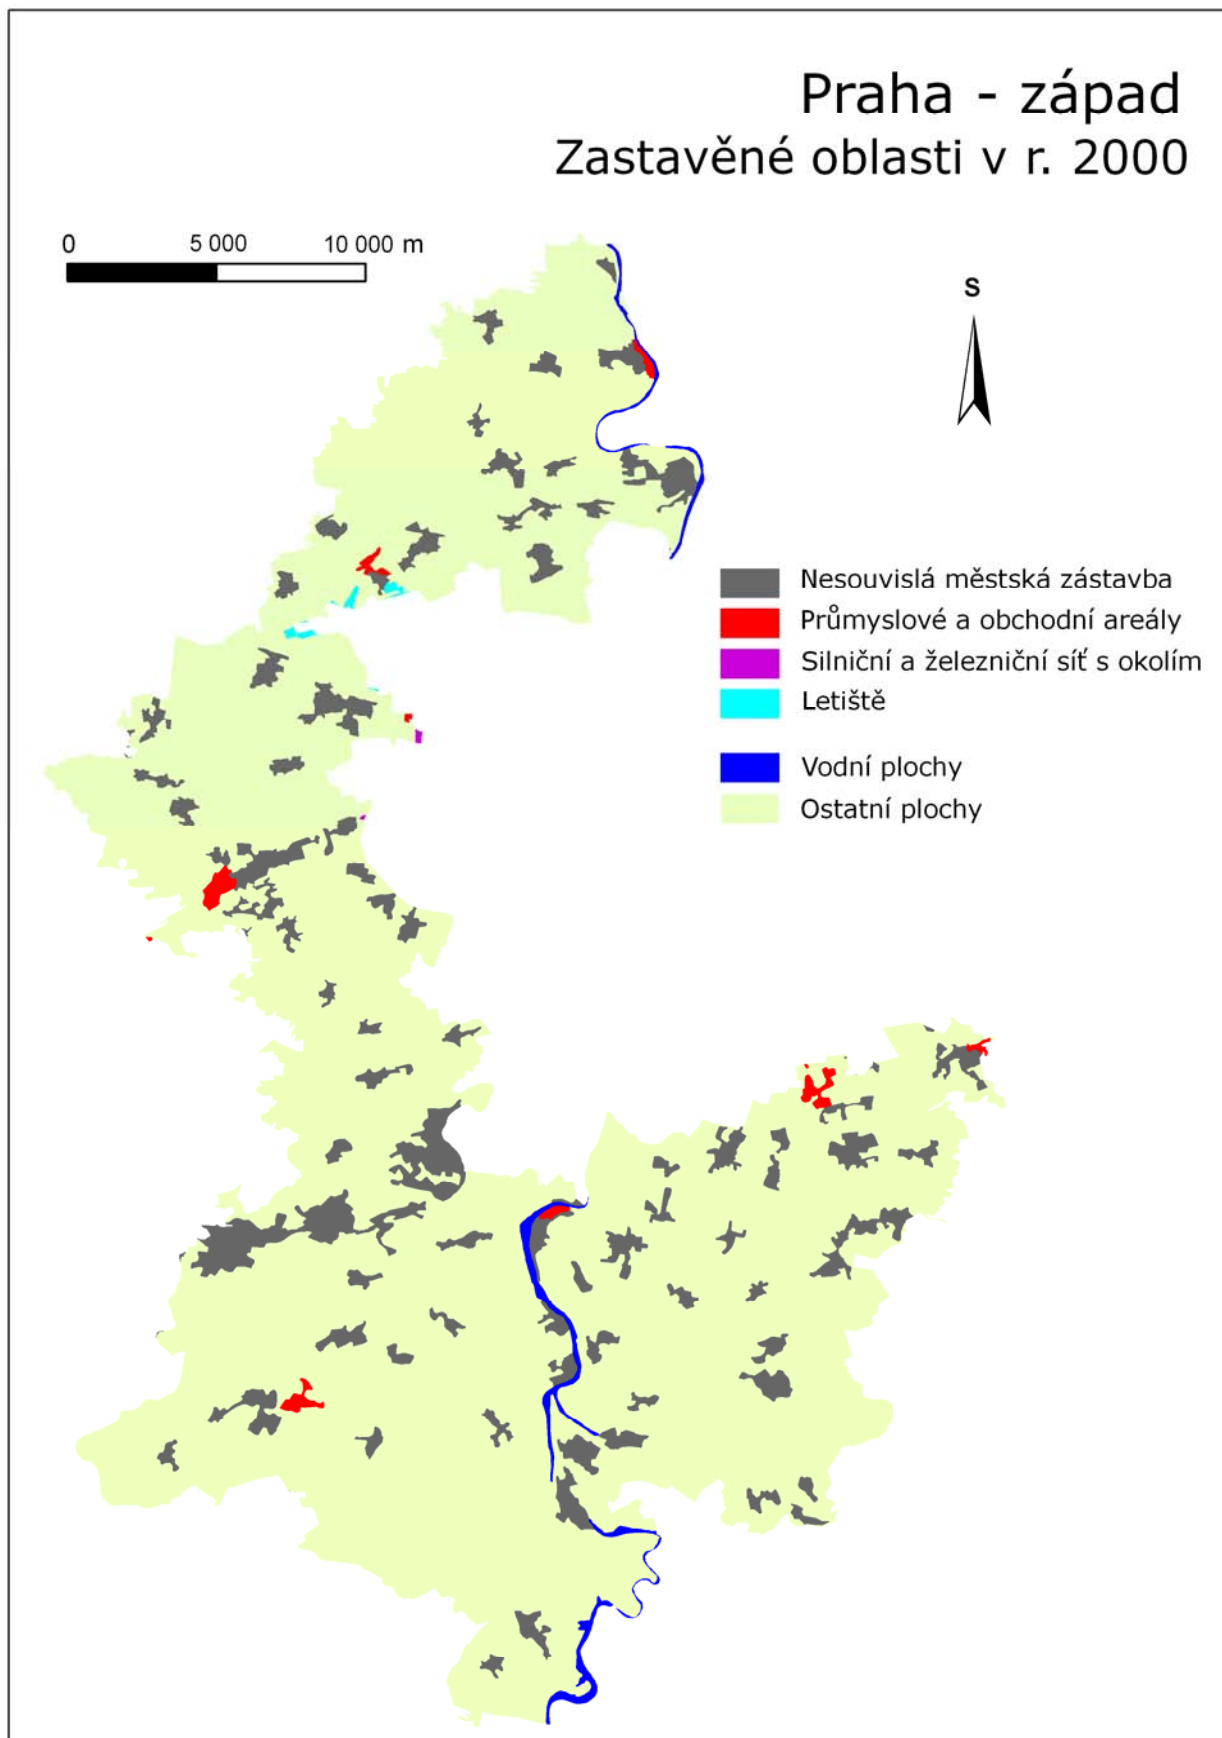 Praha - západ
Zastavěné oblasti v r. 2000
0 5 000 10 000 m
S
Nesouvislá městská zástavba
Průmyslové a obchodní areály
Silniční a železniční síť s okolím
Letiště
Vodní plochy
Ostatní plochy